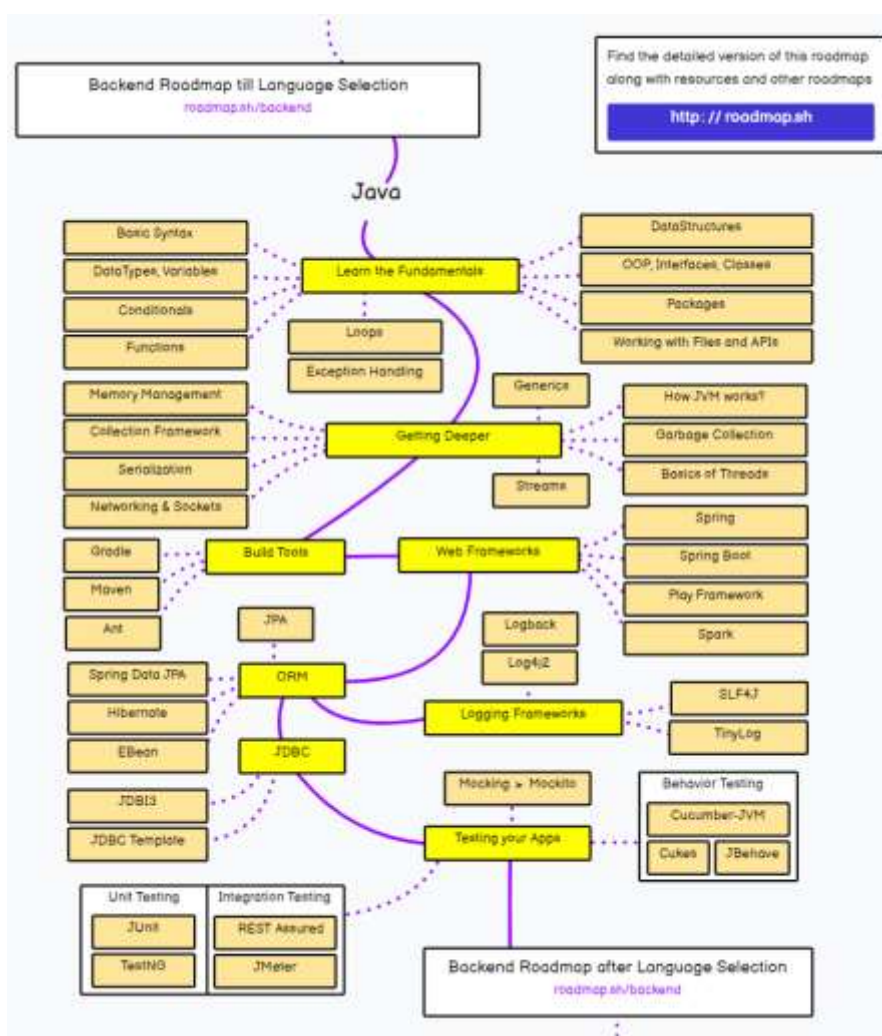 Backend Roadmap till Language Selection
roadmap.sh/backend
Find the detailed version of this roadmap
along with resources and other roadmaps
http: // roadmap.sh
Java
Learn the Fundamentals
Basic Syntax
DataTypes, Variables
Conditionals
Functions
Loops
Exception Handling
DataStructures
OOP, Interfaces, Classes
Packages
Working with Files and APIs
Getting Deeper
Memory Management
Collection Framework
Serialization
Networking & Sockets
Generics
Streams
How JVM works?
Garbage Collection
Basics of Threads
Build Tools
Gradle
Maven
Ant
Web Frameworks
Spring
Spring Boot
Play Framework
Spark
ORM
JPA
Spring Data JPA
Hibernate
EBean
Logging Frameworks
Logback
Log4j2
SLF4J
TinyLog
JDBC
JDBI3
JDBC Template
Testing your Apps
Mocking > Mockito
Behavior Testing
Cucumber-JVM
Cukes
JBehave
Unit Testing
JUnit
TestNG
Integration Testing
REST Assured
JMeter
Backend Roadmap after Language Selection
roadmap.sh/backend